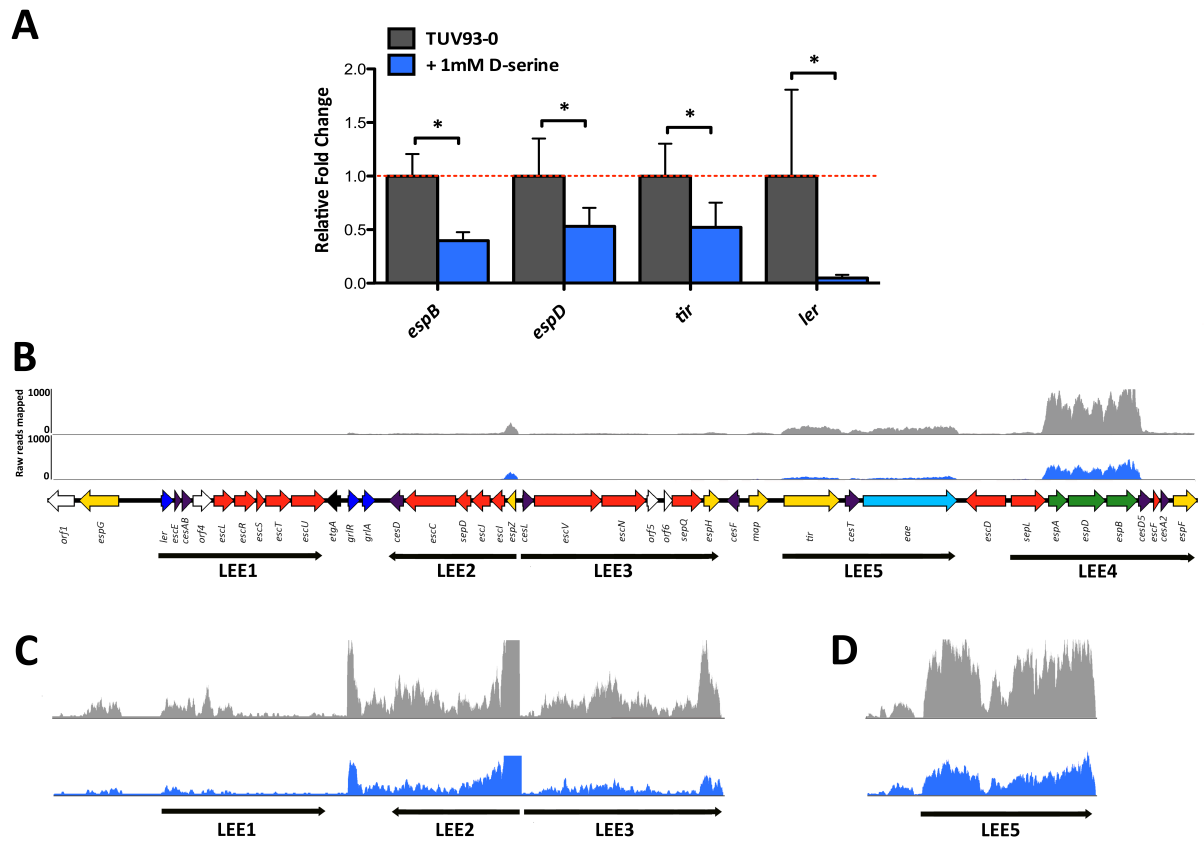 A
TUV93-0
+ 1mM D-serine
Relative Fold Change
2.0
1.5
1.0
0.5
0.0
*
*
*
*
espB
espD
tir
ler
B
Raw reads mapped
1000
0
1000
0
orf1
espG
ler
escE
cesAB
orf4
escL
escR
escS
escT
escU
etgA
grlR
grlA
cesD
escC
sepD
escJ
escI
espZ
cesL
escV
escN
orf5
orf6
sepQ
espH
cesF
map
tir
cesT
eae
escD
sepL
espA
espD
espB
cesD5
escF
cesA2
espF
LEE1
LEE2
LEE3
LEE5
LEE4
C
LEE1
LEE2
LEE3
D
LEE5